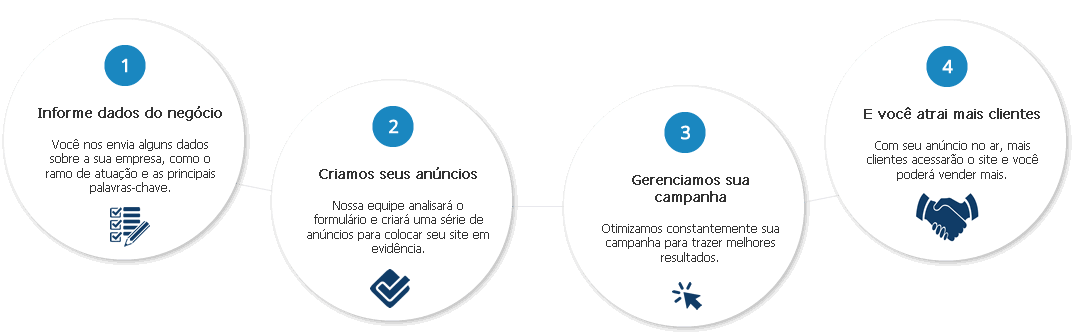 1
Informe dados do negócio
Você nos envia alguns dados
sobre a sua empresa, como o
ramo de atuação e as principais
palavras-chave.
2
Criamos seus anúncios
Nossa equipe analisará o
formulário e criará uma série de
anúncios para colocar seu site em
evidência.
3
Gerenciamos sua
campanha
Otimizamos constantemente sua
campanha para trazer melhores
resultados.
4
E você atrai mais clientes
Com seu anúncio no ar, mais
clientes acessarão o site e você
poderá vender mais.